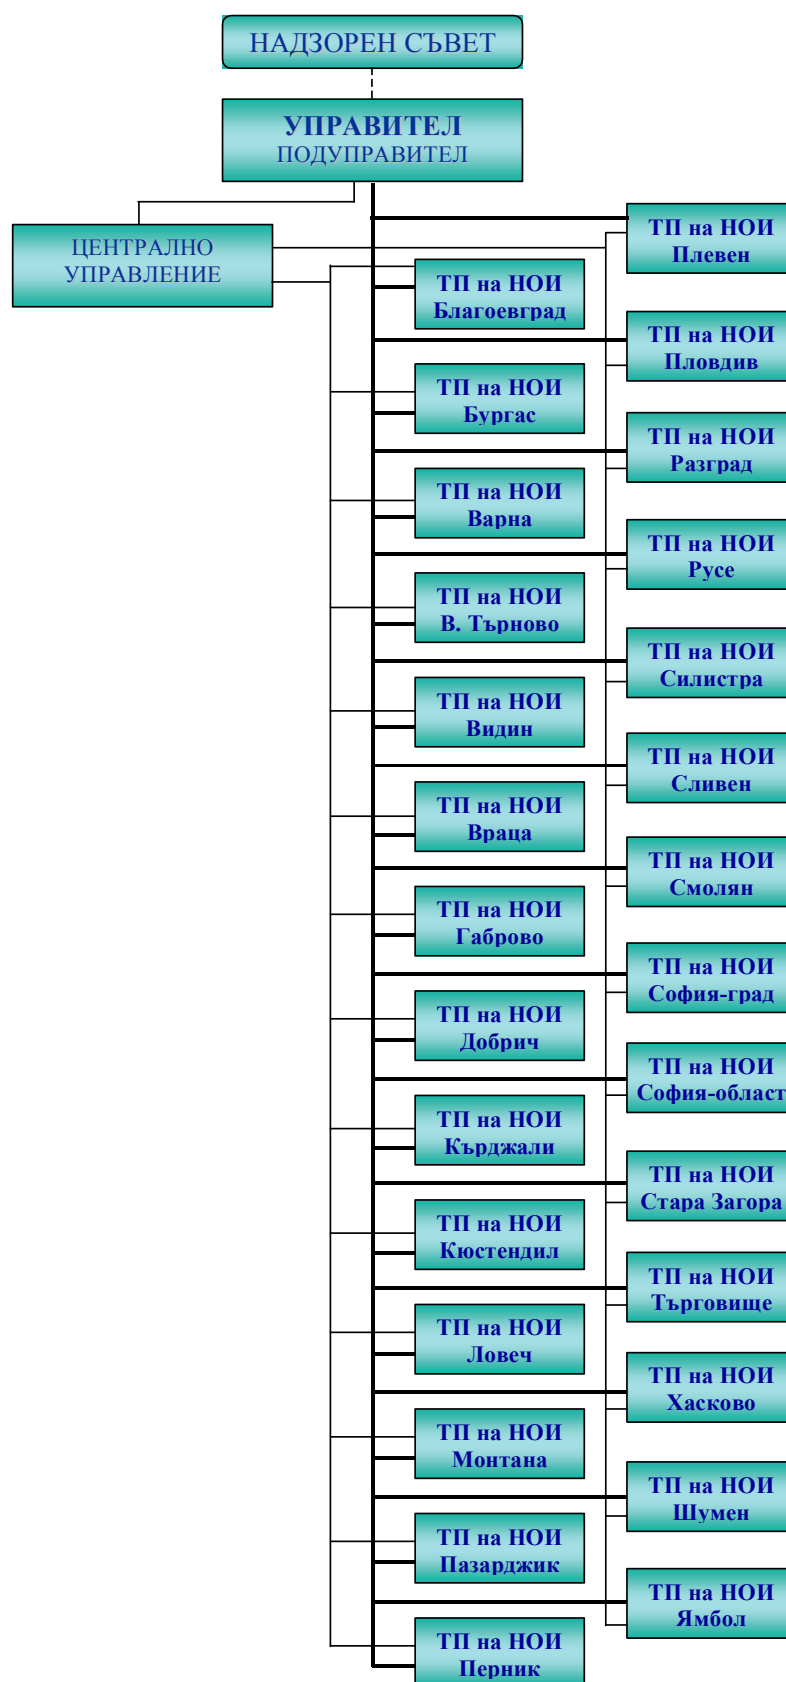 НАДЗОРЕН СЪВЕТ
УПРАВИТЕЛ
ПОДУПРАВИТЕЛ
ЦЕНТРАЛНО
УПРАВЛЕНИЕ
ТП на НОИ
Благоевград
ТП на НОИ
Бургас
ТП на НОИ
Варна
ТП на НОИ
В. Търново
ТП на НОИ
Видин
ТП на НОИ
Враца
ТП на НОИ
Габрово
ТП на НОИ
Добрич
ТП на НОИ
Кърджали
ТП на НОИ
Кюстендил
ТП на НОИ
Ловеч
ТП на НОИ
Монтана
ТП на НОИ
Пазарджик
ТП на НОИ
Перник
ТП на НОИ
Плевен
ТП на НОИ
Пловдив
ТП на НОИ
Разград
ТП на НОИ
Русе
ТП на НОИ
Силистра
ТП на НОИ
Сливен
ТП на НОИ
Смолян
ТП на НОИ
София-град
ТП на НОИ
София-област
ТП на НОИ
Стара Загора
ТП на НОИ
Търговище
ТП на НОИ
Хасково
ТП на НОИ
Шумен
ТП на НОИ
Ямбол